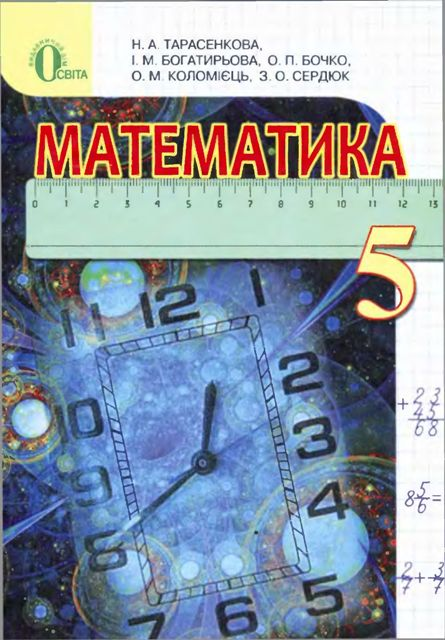 Н. А. ТАРАСЕНКОВА,
І. М. БОГАТИРЬОВА, О. П. БОЧКО,
О. М. КОЛОМІЄЦЬ, З. О. СЕРДЮК
ОСВІТА
МАТЕМАТИКА
0 1 2 3 4 5 6 7 8 9 10 11 12 13
5
11 12 1
10 2
9 3
8 4
7 6 5
+ 23
45
68
8 5/6 =
2/7 + 3/7